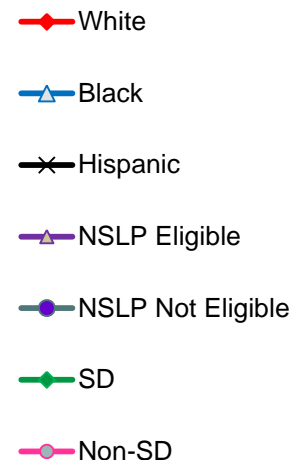 White
Black
Hispanic
NSLP Eligible
NSLP Not Eligible
SD
Non-SD